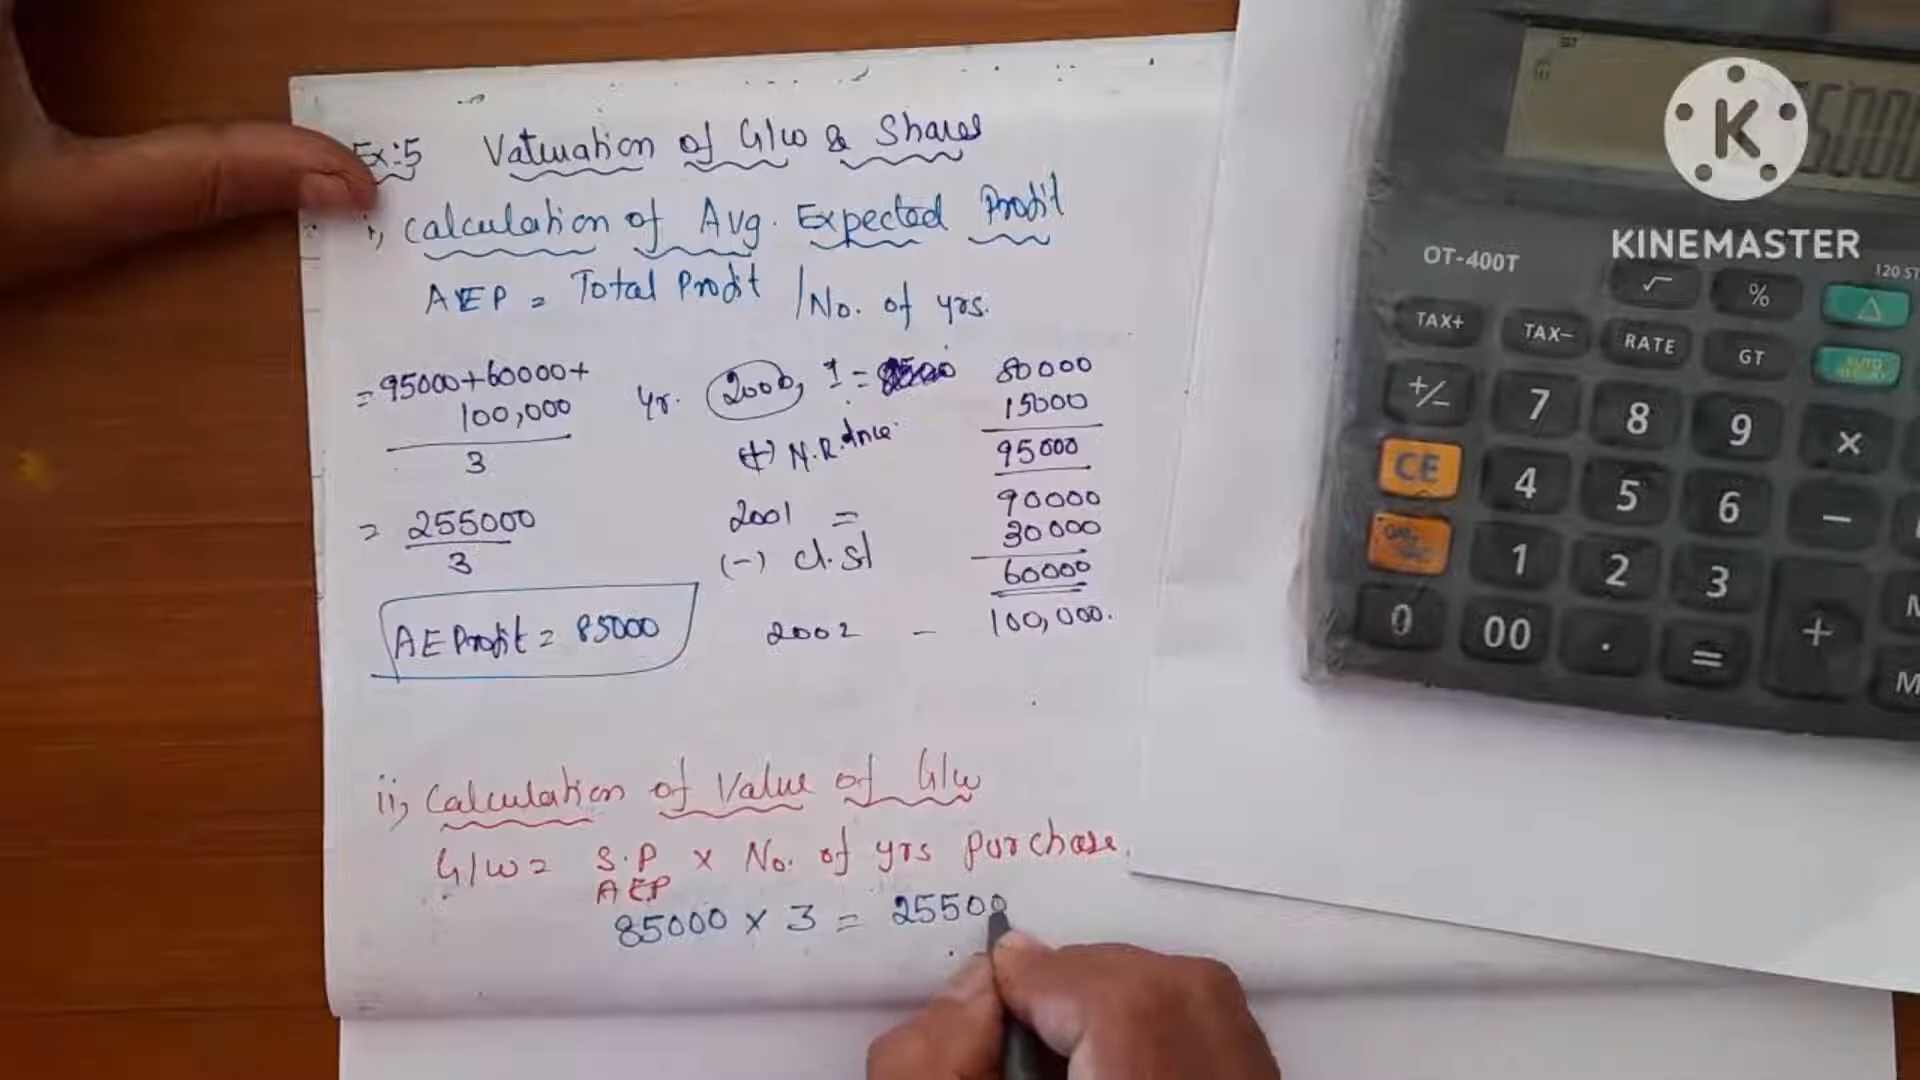 Ex:5 Valuation of G/w & Shares
i, Calculation of Avg. Expected Profit
AEP = Total Profit / No. of yrs.
= 95000+60000+
100,000
3
= 255000
3
AE Profit = 85000
Yr. 2000, 1 = 80000
(+) N.R. Ince. 15000
95000
2001 = 90000
(-) cl. st 30000
60000
2002 - 100,000.
ii, Calculation of Value of G/w
G/w = S.P x No. of yrs purchase.
AEP
85000 x 3 = 25500
K
KINEMASTER
OT-400T
120 ST
√ %
TAX+ TAX− RATE GT
+/− 7 8 9 ×
CE 4 5 6 −
1 2 3
0 00 . = +